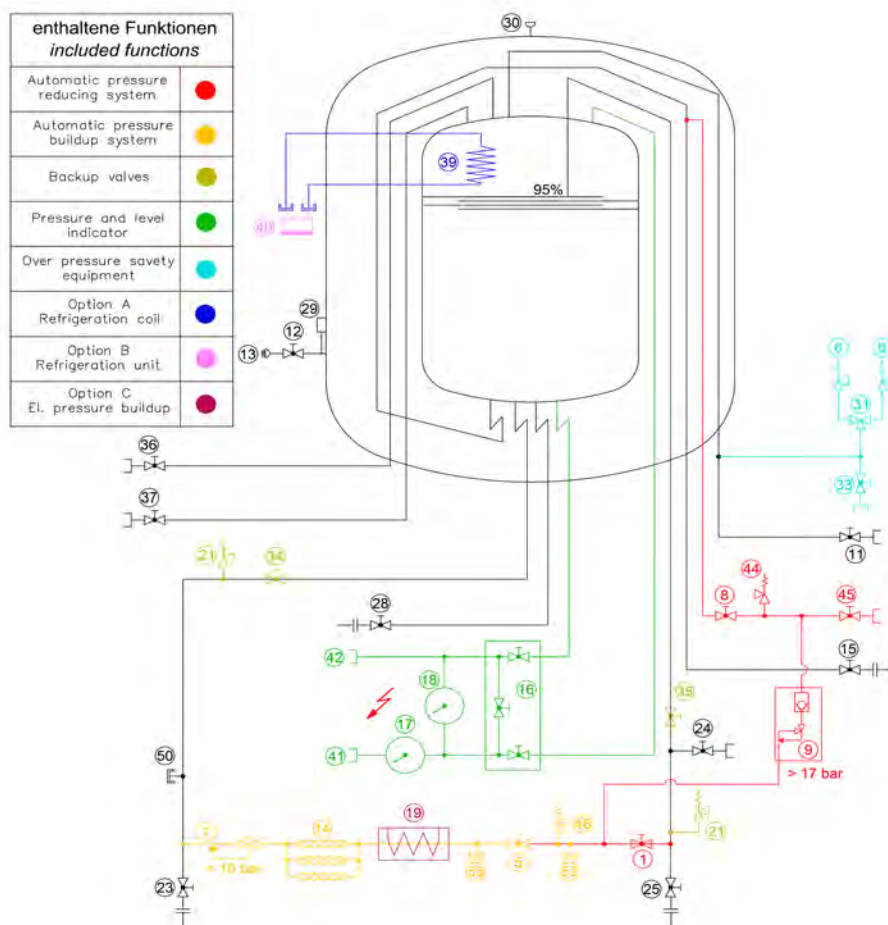 enthaltene Funktionen
included functions
Automatic pressure
reducing system
Automatic pressure
buildup system
Backup valves
Pressure and level
indicator
Over pressure savety
equipment
Option A
Refrigeration coil
Option B
Refrigeration unit
Option C
El. pressure buildup
30
39
95%
40
29
12
13
6
31
33
36
37
11
21
34
44
8
45
28
15
42
16
18
35
17
24
9
41
50
> 17 bar
19
21
14
46
1
23
25